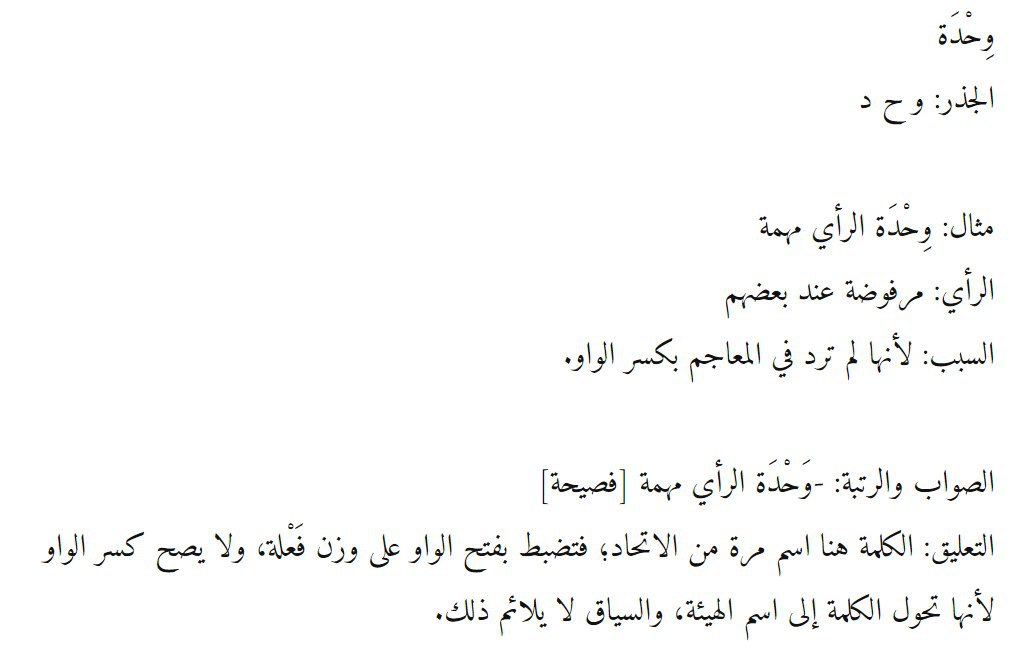 وِحْدَة
الجذر: و ح د
مثال: وِحْدَة الرأي مهمة
الرأي: مرفوضة عند بعضهم
السبب: لأنها لم ترد في المعاجم بكسر الواو.
الصواب والرتبة: -وَحْدَة الرأي مهمة [فصيحة]
التعليق: الكلمة هنا اسم مرة من الاتحاد؛ فتضبط بفتح الواو على وزن فَعْلة، ولا يصح كسر الواو
لأنها تحول الكلمة إلى اسم الهيئة، والسياق لا يلائم ذلك.